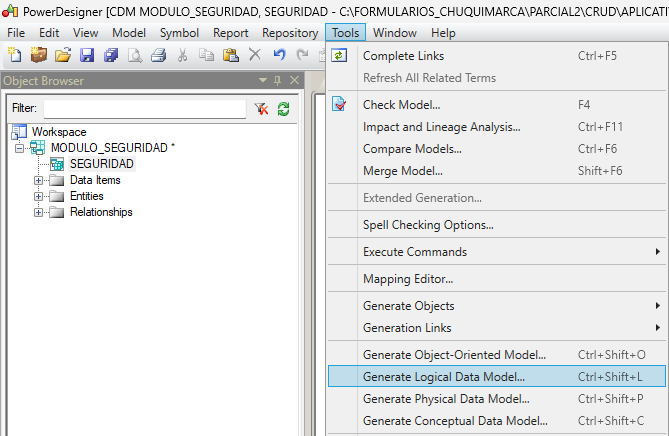 PowerDesigner [CDM MODULO_SEGURIDAD, SEGURIDAD - C:\FORMULARIOS_CHUQUIMARCA\PARCIAL2\CRUD\APLICATI
File Edit View Model Symbol Report Repository Tools Window Help
Object Browser
Filter:
Workspace
MODULO_SEGURIDAD *
SEGURIDAD
Data Items
Entities
Relationships
Complete Links Ctrl+F5
Refresh All Related Terms
Check Model... F4
Impact and Lineage Analysis... Ctrl+F11
Compare Models... Ctrl+F6
Merge Model... Shift+F6
Extended Generation...
Spell Checking Options...
Execute Commands
Mapping Editor...
Generate Objects
Generation Links
Generate Object-Oriented Model... Ctrl+Shift+O
Generate Logical Data Model... Ctrl+Shift+L
Generate Physical Data Model... Ctrl+Shift+P
Generate Conceptual Data Model... Ctrl+Shift+C